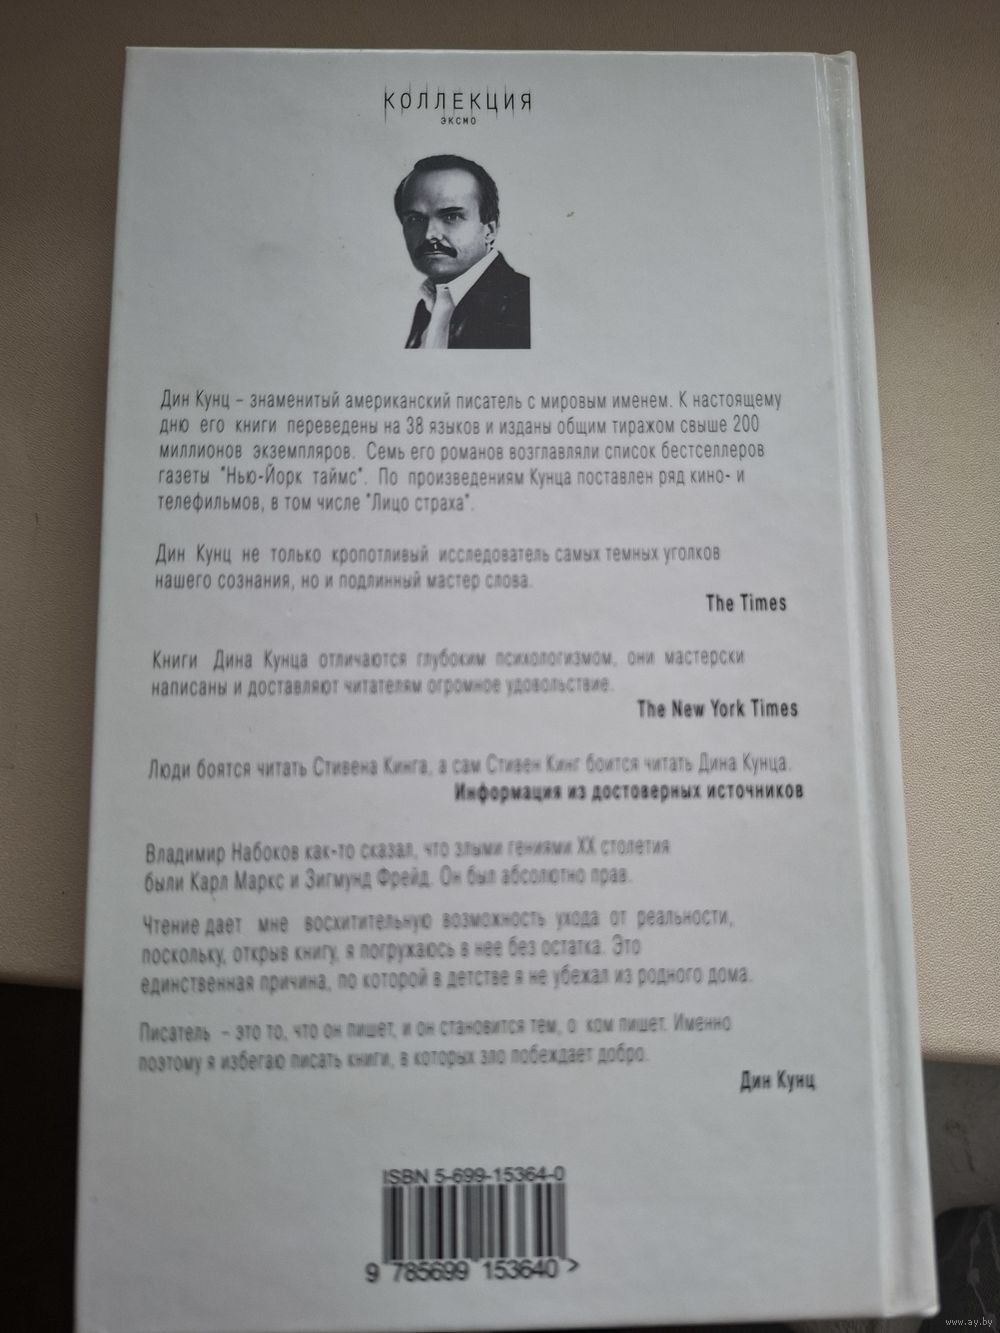 КОЛЛЕКЦИЯ
ЭКСМО
Дин Кунц – знаменитый американский писатель с мировым именем. К настоящему
дню его книги переведены на 38 языков и изданы общим тиражом свыше 200
миллионов экземпляров. Семь его романов возглавляли список бестселлеров
газеты "Нью-Йорк таймс". По произведениям Кунца поставлен ряд кино- и
телефильмов, в том числе "Лицо страха".
Дин Кунц не только кропотливый исследователь самых темных уголков
нашего сознания, но и подлинный мастер слова.
The Times
Книги Дина Кунца отличаются глубоким психологизмом, они мастерски
написаны и доставляют читателям огромное удовольствие.
The New York Times
Люди боятся читать Стивена Кинга, а сам Стивен Кинг боится читать Дина Кунца.
Информация из достоверных источников
Владимир Набоков как-то сказал, что злыми гениями XX столетия
были Карл Маркс и Зигмунд Фрейд. Он был абсолютно прав.
Чтение дает мне восхитительную возможность ухода от реальности,
поскольку, открыв книгу, я погружаюсь в нее без остатка. Это
единственная причина, по которой в детстве я не убежал из родного дома.
Писатель – это то, что он пишет, и он становится тем, о ком пишет. Именно
поэтому я избегаю писать книги, в которых зло побеждает добро.
Дин Кунц
ISBN 5-699-15364-0
9 785699 153640 >
www.ay.by